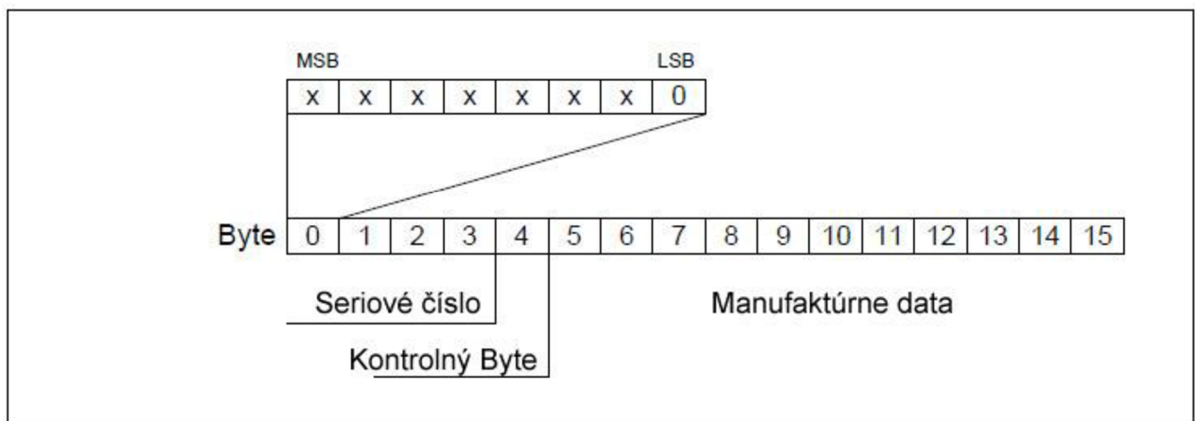 MSB LSB
x x x x x x x 0
Byte 0 1 2 3 4 5 6 7 8 9 10 11 12 13 14 15
Seriové číslo Manufaktúrne data
Kontrolný Byte